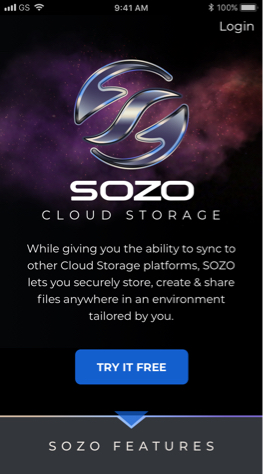 GS 9:41 AM 100%
Login
SOZO
CLOUD STORAGE
While giving you the ability to sync to
other Cloud Storage platforms, SOZO
lets you securely store, create & share
files anywhere in an environment
tailored by you.
TRY IT FREE
SOZO FEATURES